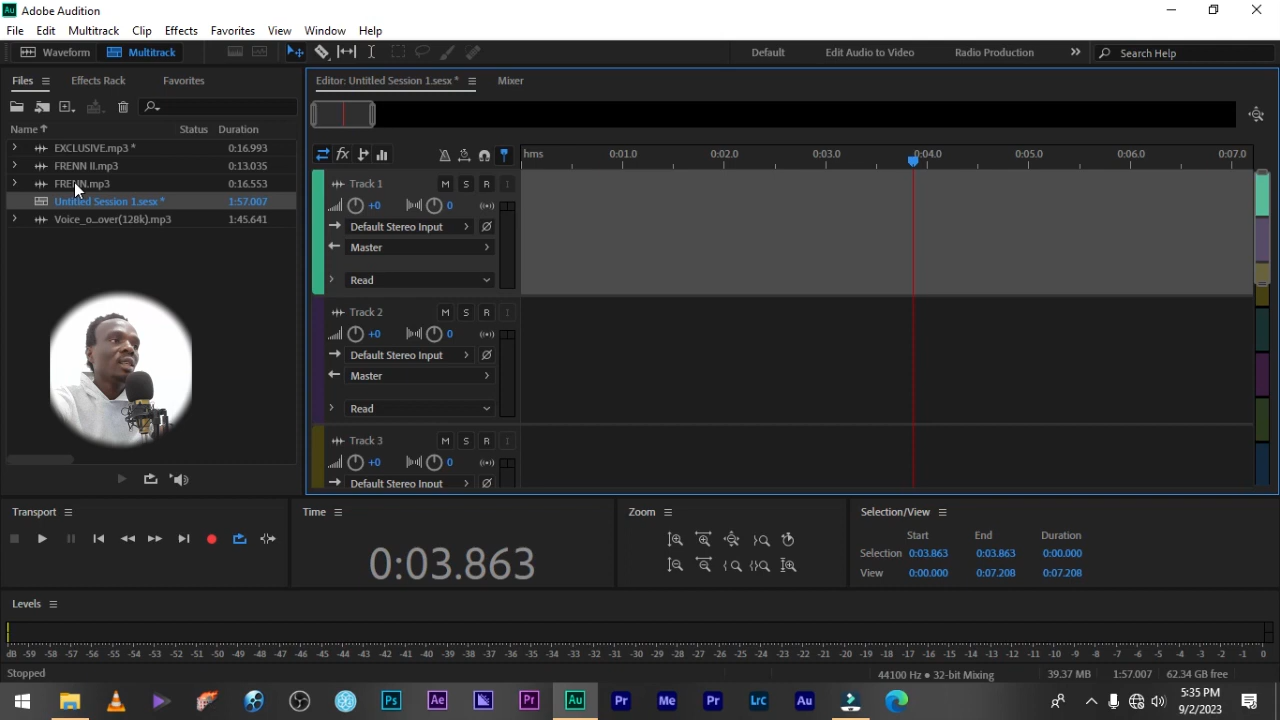 Au Adobe Audition
File Edit Multitrack Clip Effects Favorites View Window Help
Waveform Multitrack Default Edit Audio to Video Radio Production Search Help
Files Effects Rack Favorites
Name Status Duration
EXCLUSIVE.mp3 * 0:16.993
FRENN II.mp3 0:13.035
FRENN.mp3 0:16.553
Untitled Session 1.sesx * 1:57.007
Voice_o...over(128k).mp3 1:45.641
Editor: Untitled Session 1.sesx * Mixer
fx hms 0:01.0 0:02.0 0:03.0 0:04.0 0:05.0 0:06.0 0:07.0
Track 1 M S R I
+0 0
Default Stereo Input
Master
Read
Track 2 M S R I
+0 0
Default Stereo Input
Master
Read
Track 3 M S R I
+0 0
Default Stereo Input
Transport Time Zoom Selection/View
0:03.863
Start End Duration
Selection 0:03.863 0:03.863 0:00.000
View 0:00.000 0:07.208 0:07.208
Levels
dB -59 -58 -57 -56 -55 -54 -53 -52 -51 -50 -49 -48 -47 -46 -45 -44 -43 -42 -41 -40 -39 -38 -37 -36 -35 -34 -33 -32 -31 -30 -29 -28 -27 -26 -25 -24 -23 -22 -21 -20 -19 -18 -17 -16 -15 -14 -13 -12 -11 -10 -9 -8 -7 -6 -5 -4 -3 -2 -1 0
Stopped 44100 Hz • 32-bit Mixing 39.37 MB 1:57.007 62.34 GB free
Ps Ae Pr Au Pr Me Pr Lrc Au
5:35 PM
9/2/2023